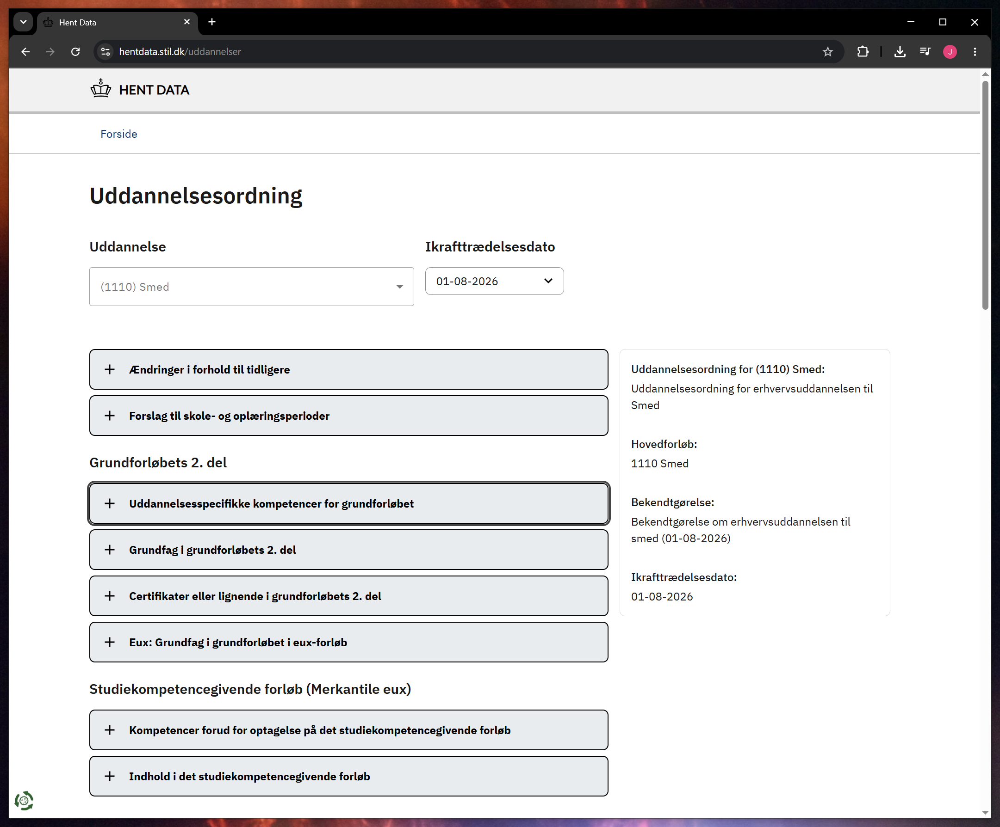 Hent Data
hentdata.stil.dk/uddannelser
J
HENT DATA
Forside
Uddannelsesordning
Uddannelse
Ikrafttrædelsesdato
(1110) Smed
01-08-2026
Ændringer i forhold til tidligere
Forslag til skole- og oplæringsperioder
Grundforløbets 2. del
Uddannelsesspecifikke kompetencer for grundforløbet
Grundfag i grundforløbets 2. del
Certifikater eller lignende i grundforløbets 2. del
Eux: Grundfag i grundforløbet i eux-forløb
Studiekompetencegivende forløb (Merkantile eux)
Kompetencer forud for optagelse på det studiekompetencegivende forløb
Indhold i det studiekompetencegivende forløb
Uddannelsesordning for (1110) Smed:
Uddannelsesordning for erhvervsuddannelsen til
Smed
Hovedforløb:
1110 Smed
Bekendtgørelse:
Bekendtgørelse om erhvervsuddannelsen til
smed (01-08-2026)
Ikrafttrædelsesdato:
01-08-2026